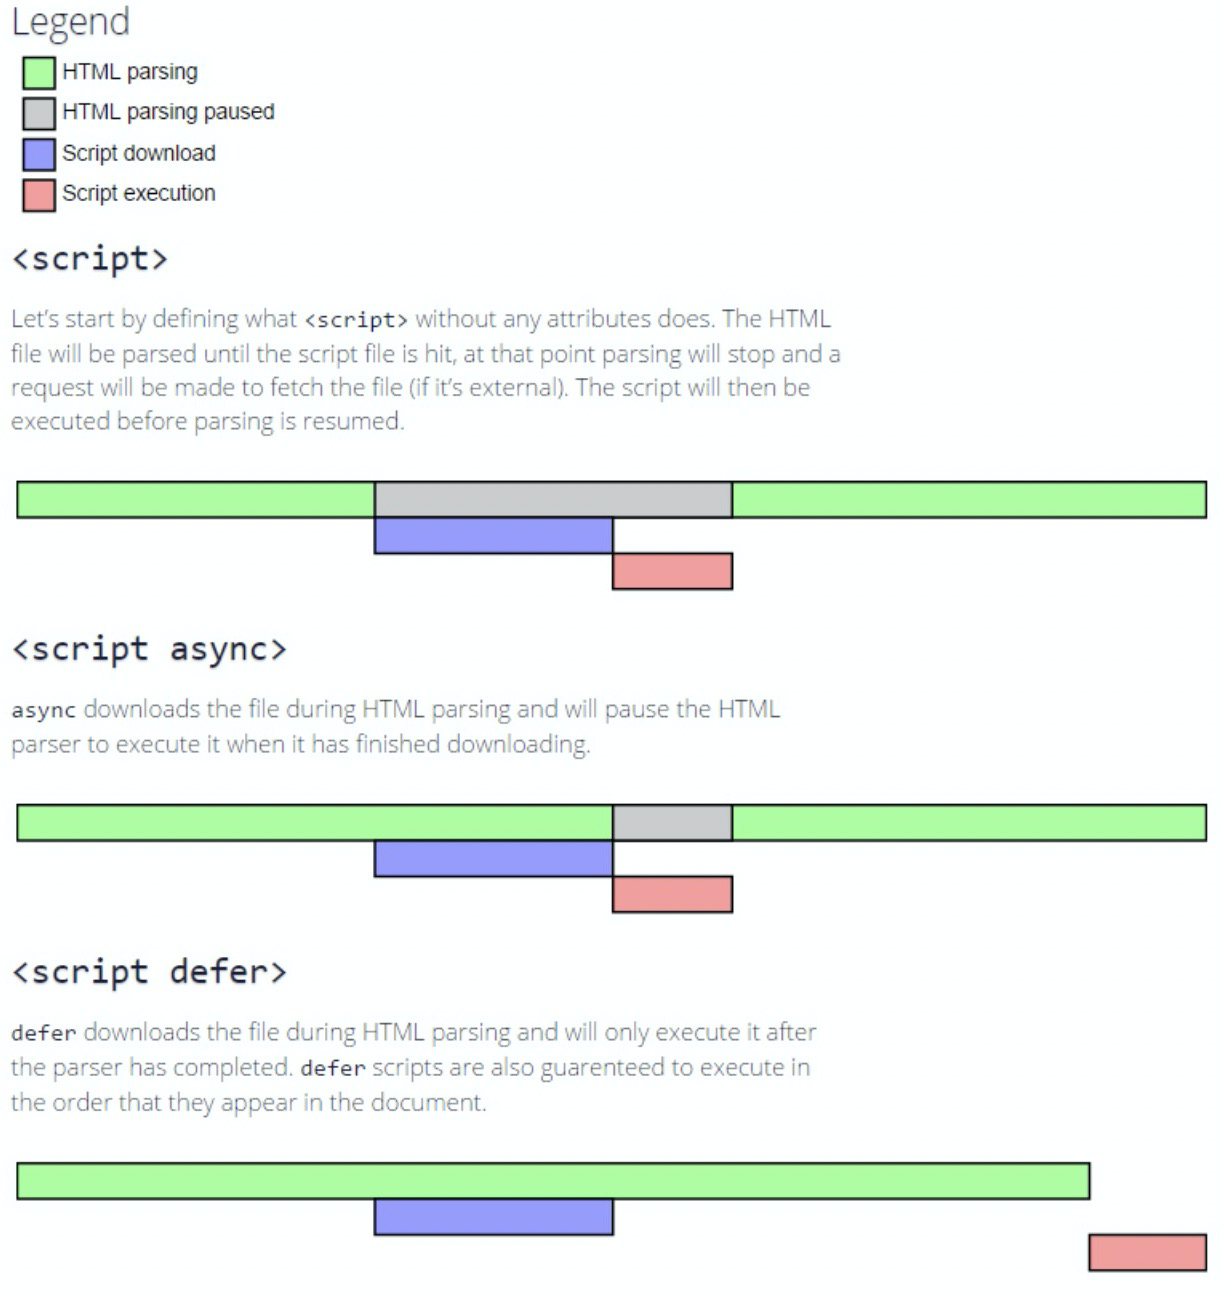 Legend
HTML parsing
HTML parsing paused
Script download
Script execution
<script>
Let's start by defining what <script> without any attributes does. The HTML
file will be parsed until the script file is hit, at that point parsing will stop and a
request will be made to fetch the file (if it's external). The script will then be
executed before parsing is resumed.
<script async>
async downloads the file during HTML parsing and will pause the HTML
parser to execute it when it has finished downloading.
<script defer>
defer downloads the file during HTML parsing and will only execute it after
the parser has completed. defer scripts are also guarenteed to execute in
the order that they appear in the document.